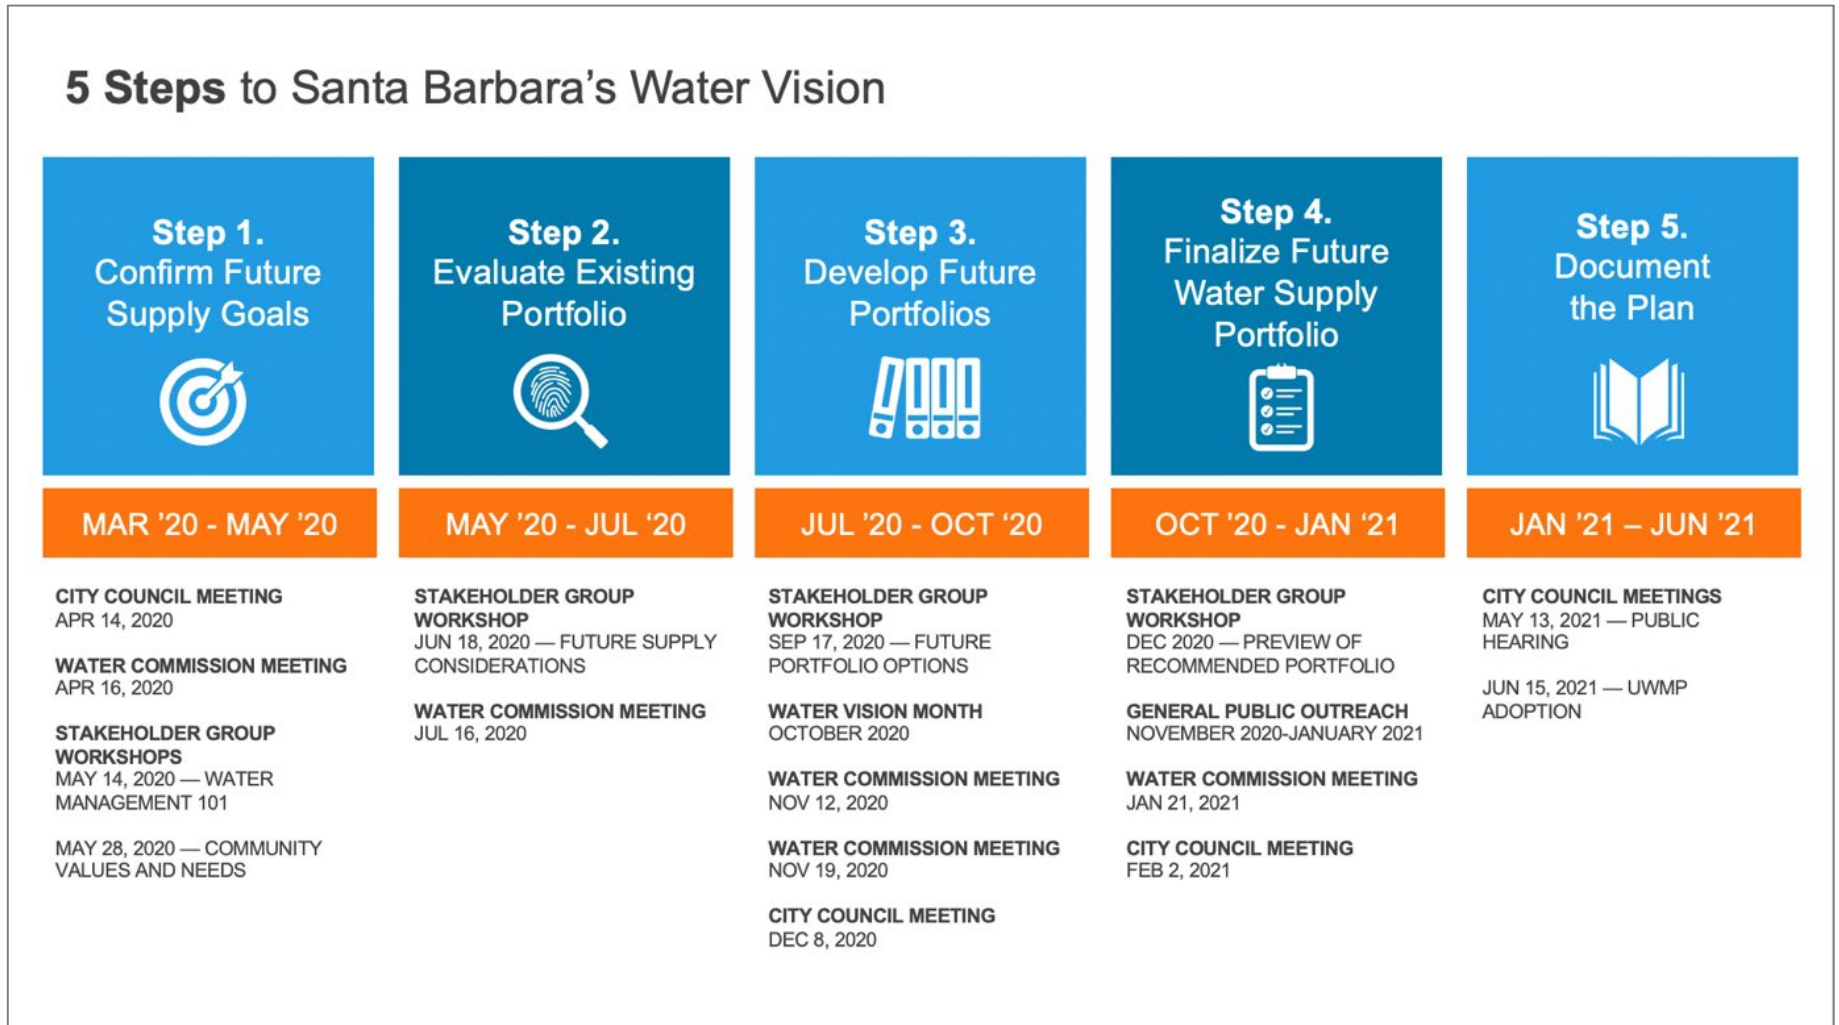 5 Steps to Santa Barbara’s Water Vision
Step 1.
Confirm Future
Supply Goals
MAR ’20 - MAY ’20
CITY COUNCIL MEETING
APR 14, 2020
WATER COMMISSION MEETING
APR 16, 2020
STAKEHOLDER GROUP
WORKSHOPS
MAY 14, 2020 — WATER
MANAGEMENT 101
MAY 28, 2020 — COMMUNITY
VALUES AND NEEDS
Step 2.
Evaluate Existing
Portfolio
MAY ’20 - JUL ‘20
STAKEHOLDER GROUP
WORKSHOP
JUN 18, 2020 — FUTURE SUPPLY
CONSIDERATIONS
WATER COMMISSION MEETING
JUL 16, 2020
Step 3.
Develop Future
Portfolios
JUL ’20 - OCT ‘20
STAKEHOLDER GROUP
WORKSHOP
SEP 17, 2020 — FUTURE
PORTFOLIO OPTIONS
WATER VISION MONTH
OCTOBER 2020
WATER COMMISSION MEETING
NOV 12, 2020
WATER COMMISSION MEETING
NOV 19, 2020
CITY COUNCIL MEETING
DEC 8, 2020
Step 4.
Finalize Future
Water Supply
Portfolio
OCT ’20 - JAN ‘21
STAKEHOLDER GROUP
WORKSHOP
DEC 2020 — PREVIEW OF
RECOMMENDED PORTFOLIO
GENERAL PUBLIC OUTREACH
NOVEMBER 2020-JANUARY 2021
WATER COMMISSION MEETING
JAN 21, 2021
CITY COUNCIL MEETING
FEB 2, 2021
Step 5.
Document
the Plan
JAN ’21 – JUN ’21
CITY COUNCIL MEETINGS
MAY 13, 2021 — PUBLIC
HEARING
JUN 15, 2021 — UWMP
ADOPTION